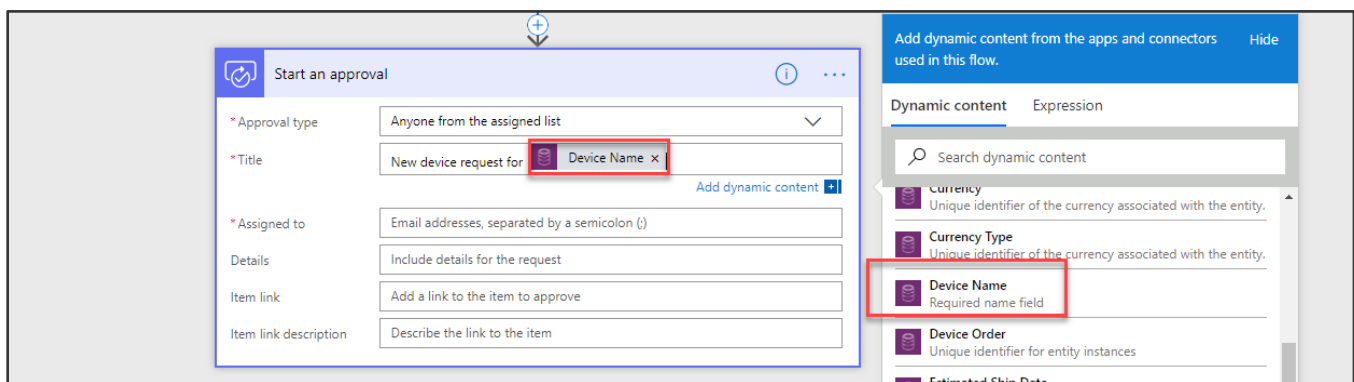 Start an approval
* Approval type
Anyone from the assigned list
* Title
New device request for Device Name ×
Add dynamic content
* Assigned to
Email addresses, separated by a semicolon (;)
Details
Include details for the request
Item link
Add a link to the item to approve
Item link description
Describe the link to the item
Add dynamic content from the apps and connectors
used in this flow.
Hide
Dynamic content
Expression
Search dynamic content
Currency
Unique identifier of the currency associated with the entity.
Currency Type
Unique identifier of the currency associated with the entity.
Device Name
Required name field
Device Order
Unique identifier for entity instances
Estimated Ship Date